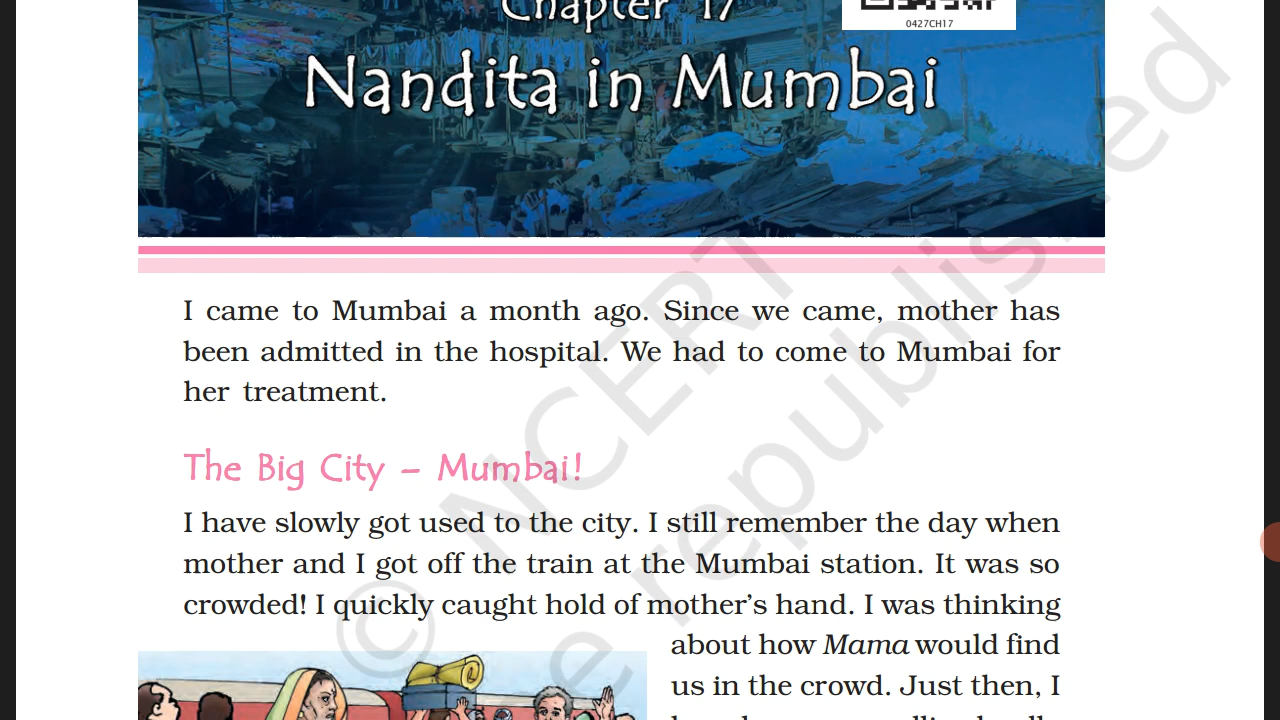 Chapter 17
0427CH17
Nandita in Mumbai
I came to Mumbai a month ago. Since we came, mother has
been admitted in the hospital. We had to come to Mumbai for
her treatment.
The Big City – Mumbai!
I have slowly got used to the city. I still remember the day when
mother and I got off the train at the Mumbai station. It was so
crowded! I quickly caught hold of mother’s hand. I was thinking
about how Mama would find
us in the crowd. Just then, I
© NCERT
republished